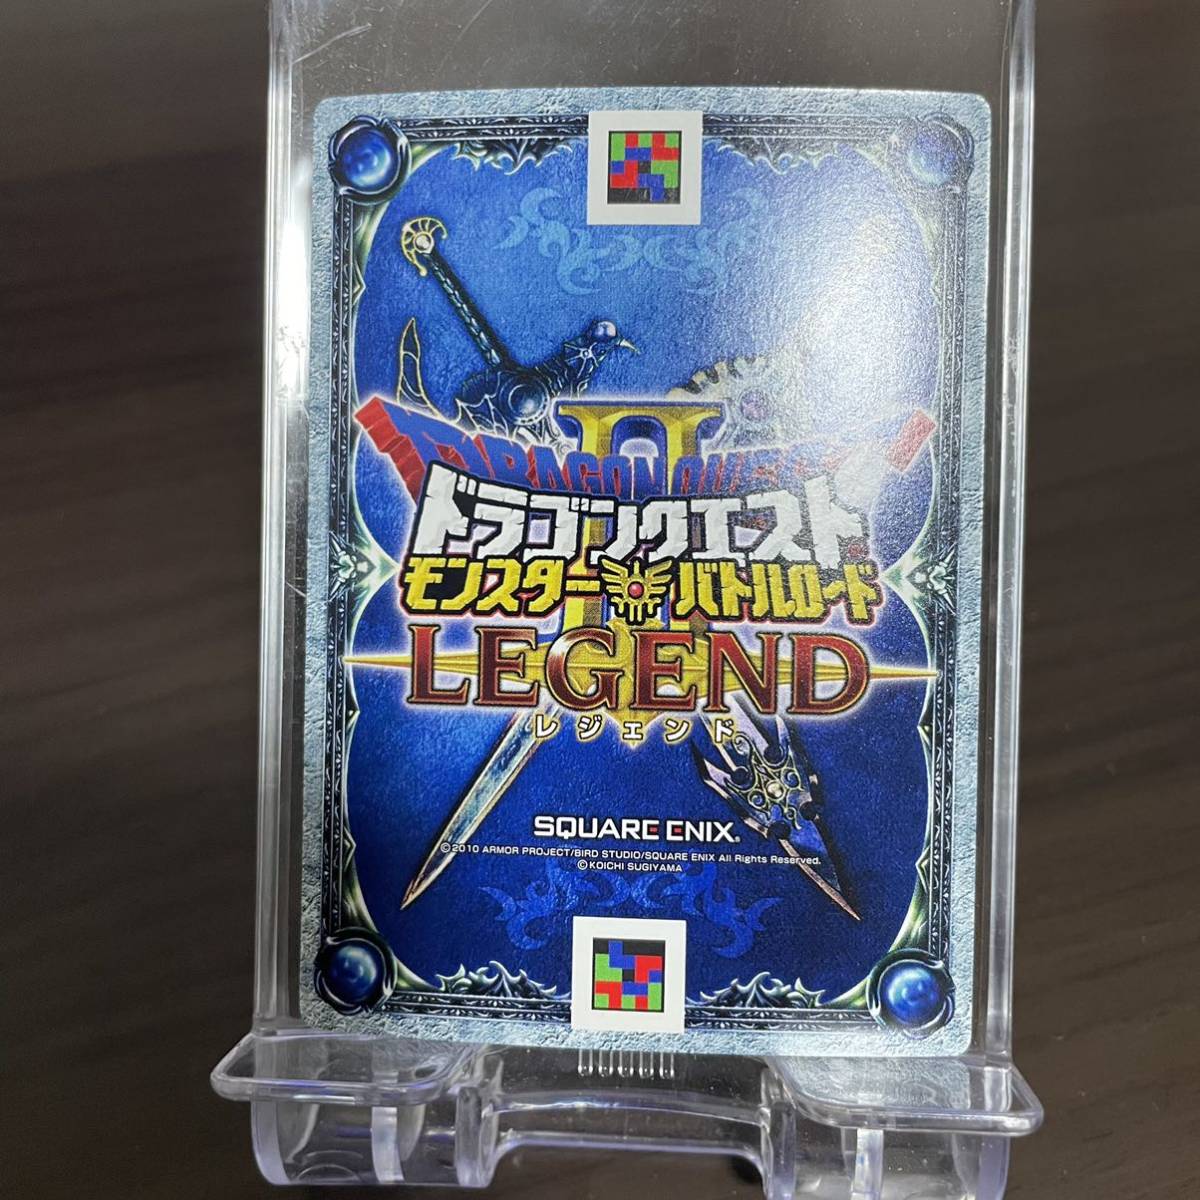 II
DRAGON QUEST
ドラゴンクエスト
モンスター バトルロード
LEGEND
レジェンド
SQUARE ENIX.
©2010 ARMOR PROJECT/BIRD STUDIO/SQUARE ENIX All Rights Reserved.
©KOICHI SUGIYAMA